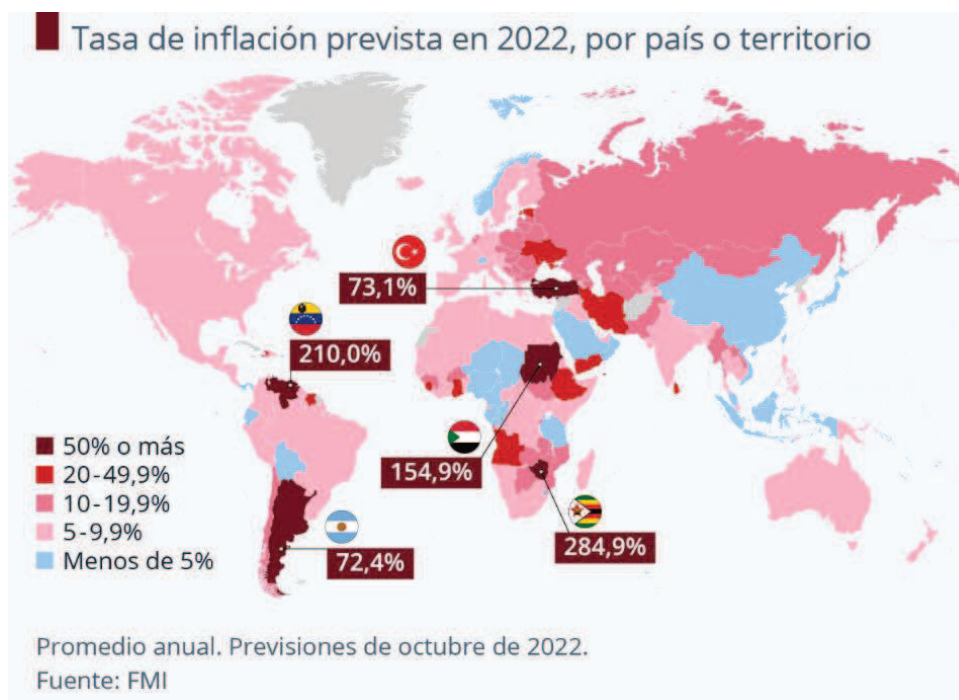 Tasa de inflación prevista en 2022, por país o territorio
73,1%
210,0%
50% o más
20-49,9%
10-19,9%
5-9,9%
Menos de 5%
154,9%
72,4%
284,9%
Promedio anual. Previsiones de octubre de 2022.
Fuente: FMI